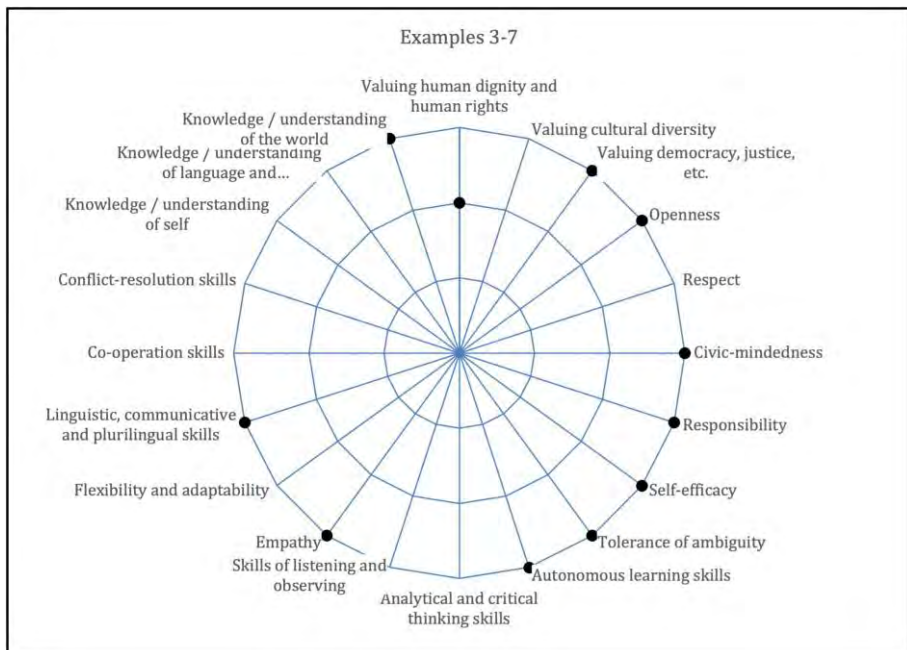 Examples 3-7
Valuing human dignity and
human rights
Valuing cultural diversity
Valuing democracy, justice,
etc.
Openness
Respect
Civic-mindedness
Responsibility
Self-efficacy
Tolerance of ambiguity
Autonomous learning skills
Analytical and critical
thinking skills
Skills of listening and
observing
Empathy
Flexibility and adaptability
Linguistic, communicative
and plurilingual skills
Co-operation skills
Conflict-resolution skills
Knowledge / understanding
of self
Knowledge / understanding
of language and...
Knowledge / understanding
of the world